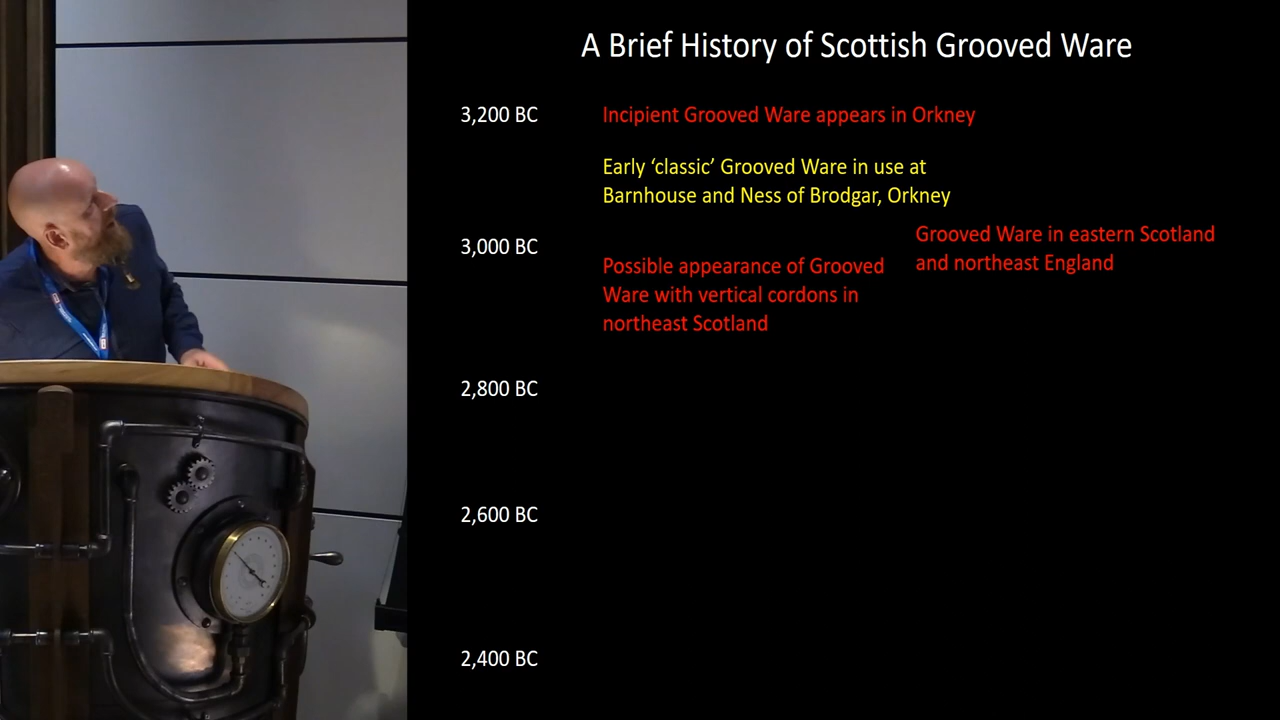 A Brief History of Scottish Grooved Ware
3,200 BC
Incipient Grooved Ware appears in Orkney
Early ‘classic’ Grooved Ware in use at
Barnhouse and Ness of Brodgar, Orkney
3,000 BC
Grooved Ware in eastern Scotland
and northeast England
Possible appearance of Grooved
Ware with vertical cordons in
northeast Scotland
2,800 BC
2,600 BC
2,400 BC